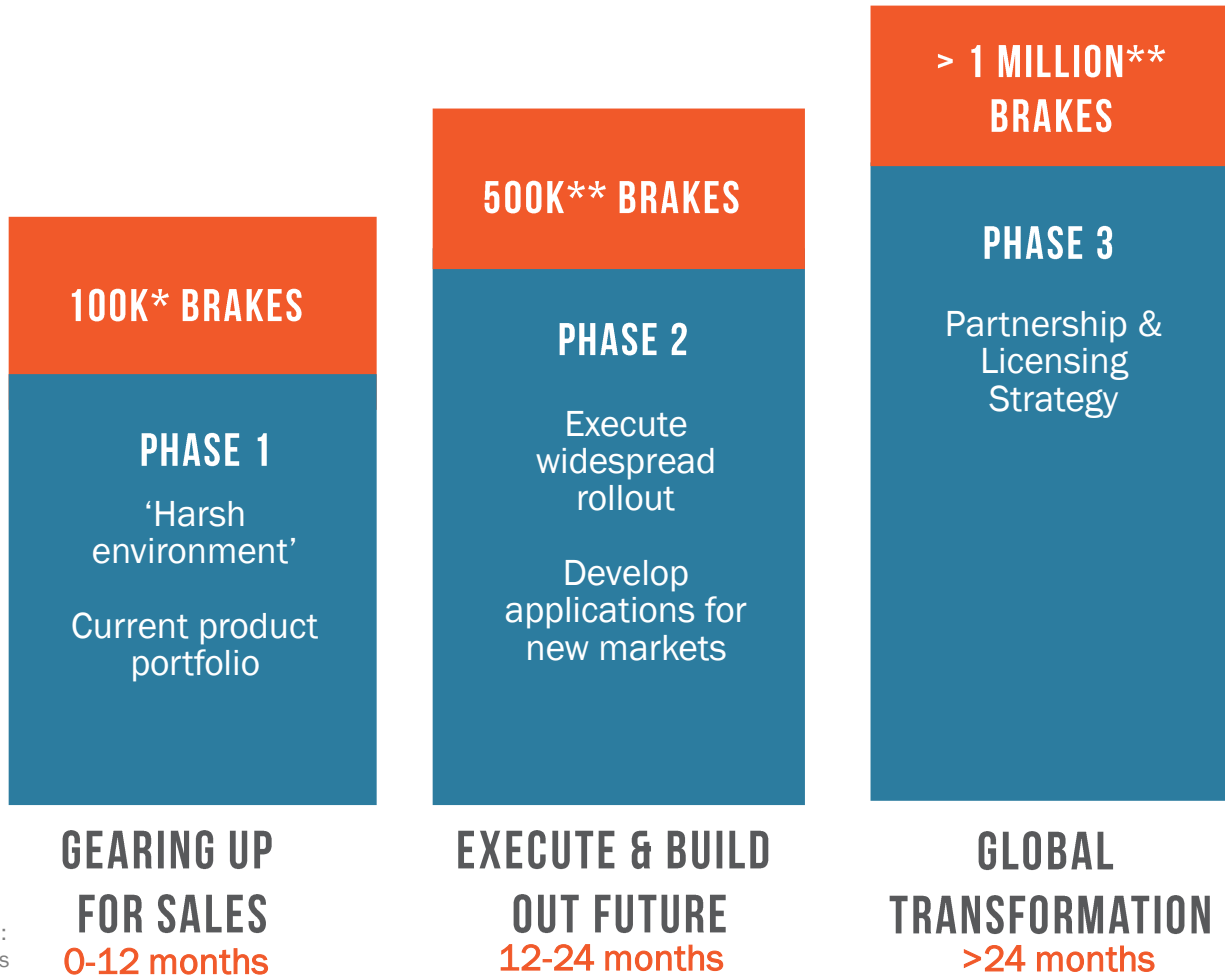 100K* BRAKES
PHASE 1
‘Harsh
environment’
Current product
portfolio
GEARING UP
FOR SALES
0-12 months
500K** BRAKES
PHASE 2
Execute
widespread
rollout
Develop
applications for
new markets
EXECUTE & BUILD
OUT FUTURE
12-24 months
> 1 MILLION**
BRAKES
PHASE 3
Partnership &
Licensing
Strategy
GLOBAL
TRANSFORMATION
>24 months